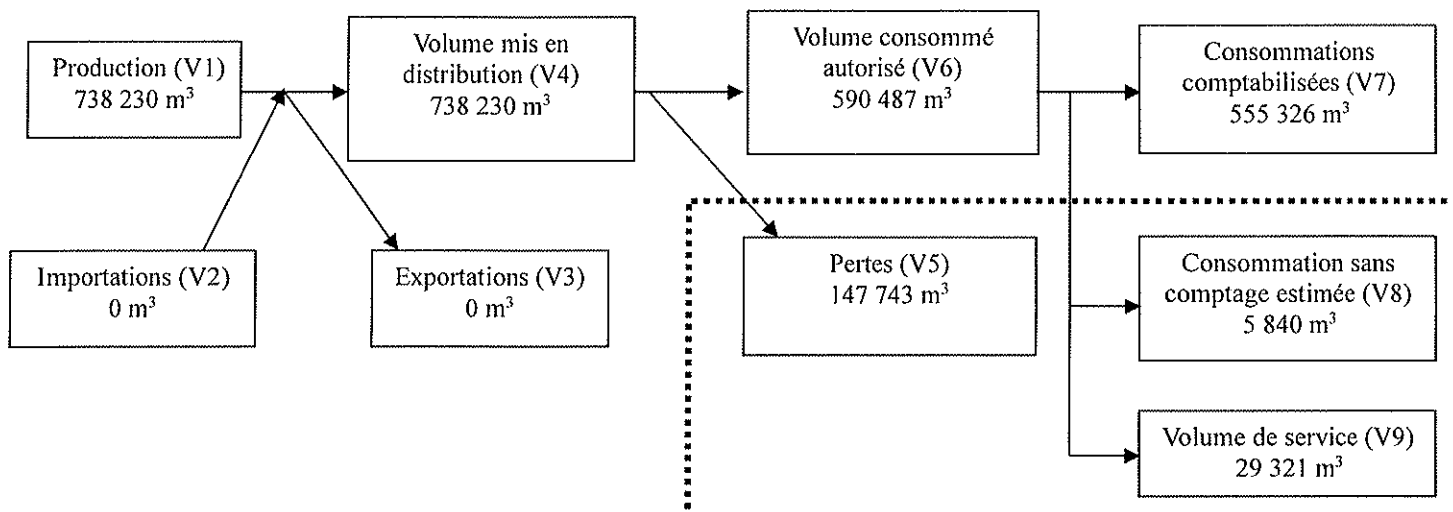 Production (V1)
738 230 m³
Volume mis en
distribution (V4)
738 230 m³
Volume consommé
autorisé (V6)
590 487 m³
Consommations
comptabilisées (V7)
555 326 m³
Importations (V2)
0 m³
Exportations (V3)
0 m³
Pertes (V5)
147 743 m³
Consommation sans
comptage estimée (V8)
5 840 m³
Volume de service (V9)
29 321 m³